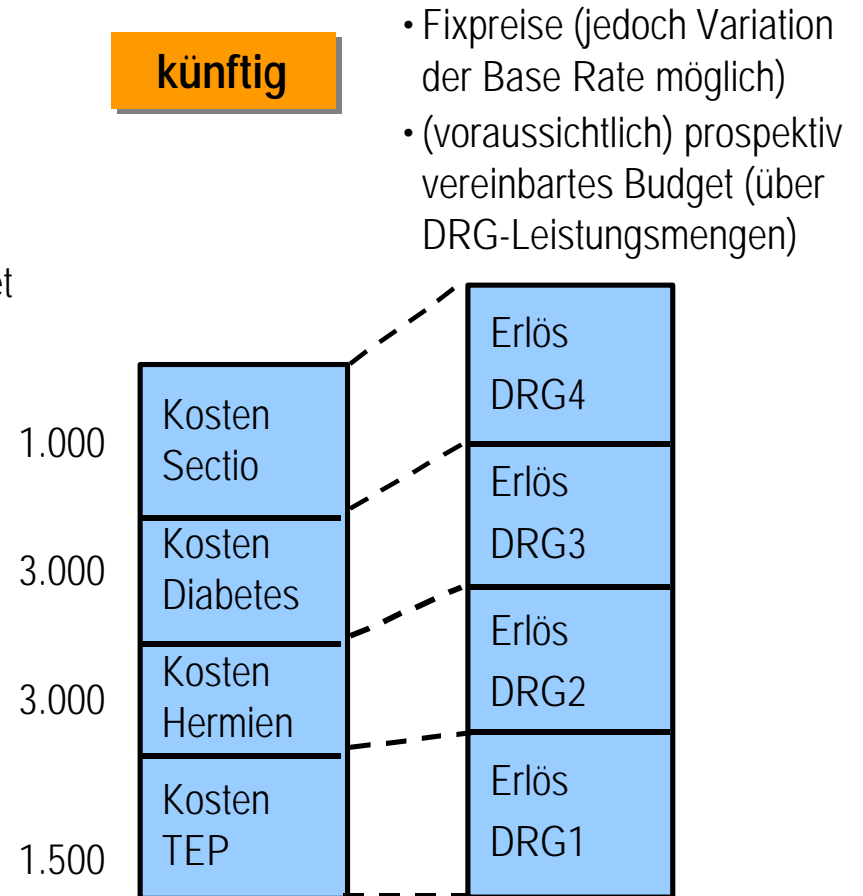 künftig
• Fixpreise (jedoch Variation
der Base Rate möglich)
• (voraussichtlich) prospektiv
vereinbartes Budget (über
DRG-Leistungsmengen)
et
1.000
Kosten
Sectio
3.000
Kosten
Diabetes
3.000
Kosten
Hermien
1.500
Kosten
TEP
Erlös
DRG4
Erlös
DRG3
Erlös
DRG2
Erlös
DRG1